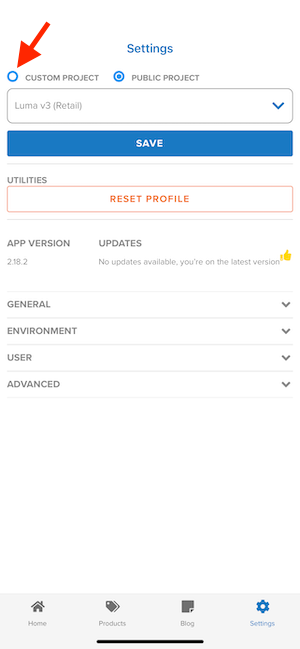 Settings
CUSTOM PROJECT PUBLIC PROJECT
Luma v3 (Retail)
SAVE
UTILITIES
RESET PROFILE
APP VERSION UPDATES
2.18.2 No updates available, you're on the latest version
GENERAL
ENVIRONMENT
USER
ADVANCED
Home Products Blog Settings